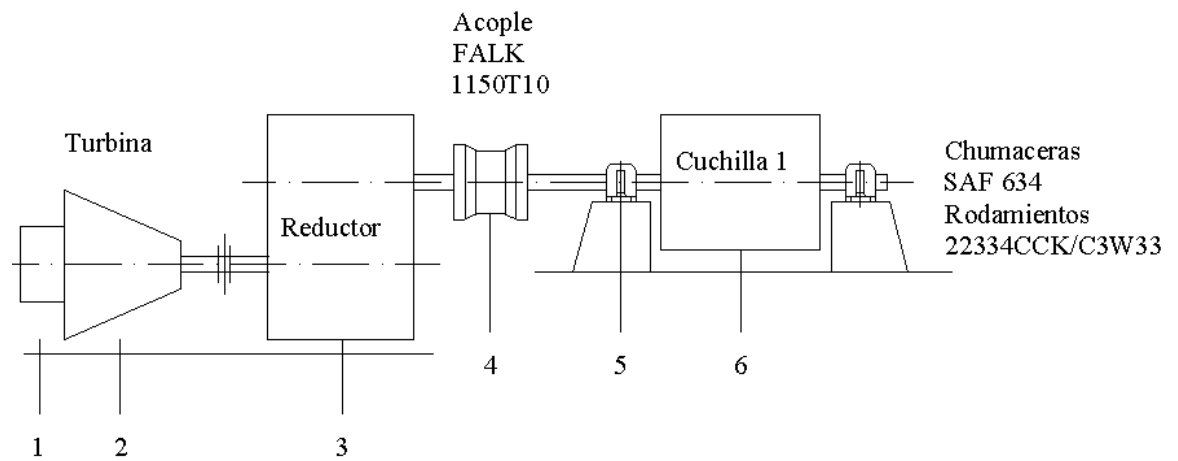 Acople
FALK
1150T10
Turbina
Cuchilla 1
Chumaceras
SAF 634
Rodamientos
22334CCK/C3W33
Reductor
4
5
6
1
2
3